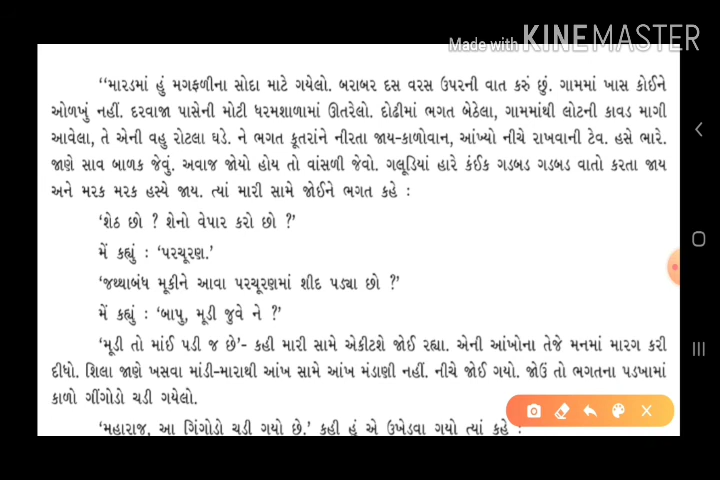 Made with KINEMASTER
‘‘મારડમાં હું મગફળીના સોદા માટે ગયેલો. બરાબર દસ વરસ ઉપરની વાત કરું છું. ગામમાં ખાસ કોઈને
ઓળખું નહીં. દરવાજા પાસેની મોટી ધરમશાળામાં ઊતરેલો. દોઢીમાં ભગત બેઠેલા, ગામમાંથી લોટની કાવડ માગી
આવેલા, તે એની વહુ રોટલા ઘડે. ને ભગત કૂતરાંને નીરતા જાય-કાળોવાન, આંખ્યો નીચે રાખવાની ટેવ. હસે ભારે.
જાણે સાવ બાળક જેવું. અવાજ જોયો હોય તો વાંસળી જેવો. ગલૂડિયાં હારે કંઈક ગડબડ ગડબડ વાતો કરતા જાય
અને મરક મરક હસ્યે જાય. ત્યાં મારી સામે જોઈને ભગત કહે :
‘શેઠ છો ? શેનો વેપાર કરો છો ?’
મેં કહ્યું : ‘પરચૂરણ.’
‘જથ્થાબંધ મૂકીને આવા પરચૂરણમાં શીદ પડ્યા છો ?’
મેં કહ્યું : ‘બાપુ, મૂડી જુવે ને ?’
‘મૂડી તો માંઈ પડી જ છે’- કહી મારી સામે એકીટશે જોઈ રહ્યા. એની આંખોના તેજે મનમાં મારગ કરી
દીધો. શિલા જાણે ખસવા માંડી-મારાથી આંખ સામે આંખ મંડાણી નહીં. નીચે જોઈ ગયો. જોઉં તો ભગતના પડખામાં
કાળો ગીંગોડો ચડી ગયેલો.
‘મહારાજ, આ ગિંગોડો ચડી ગયો છે.’ કહી હું એ ઉખેડવા ગયો ત્યાં કહે :